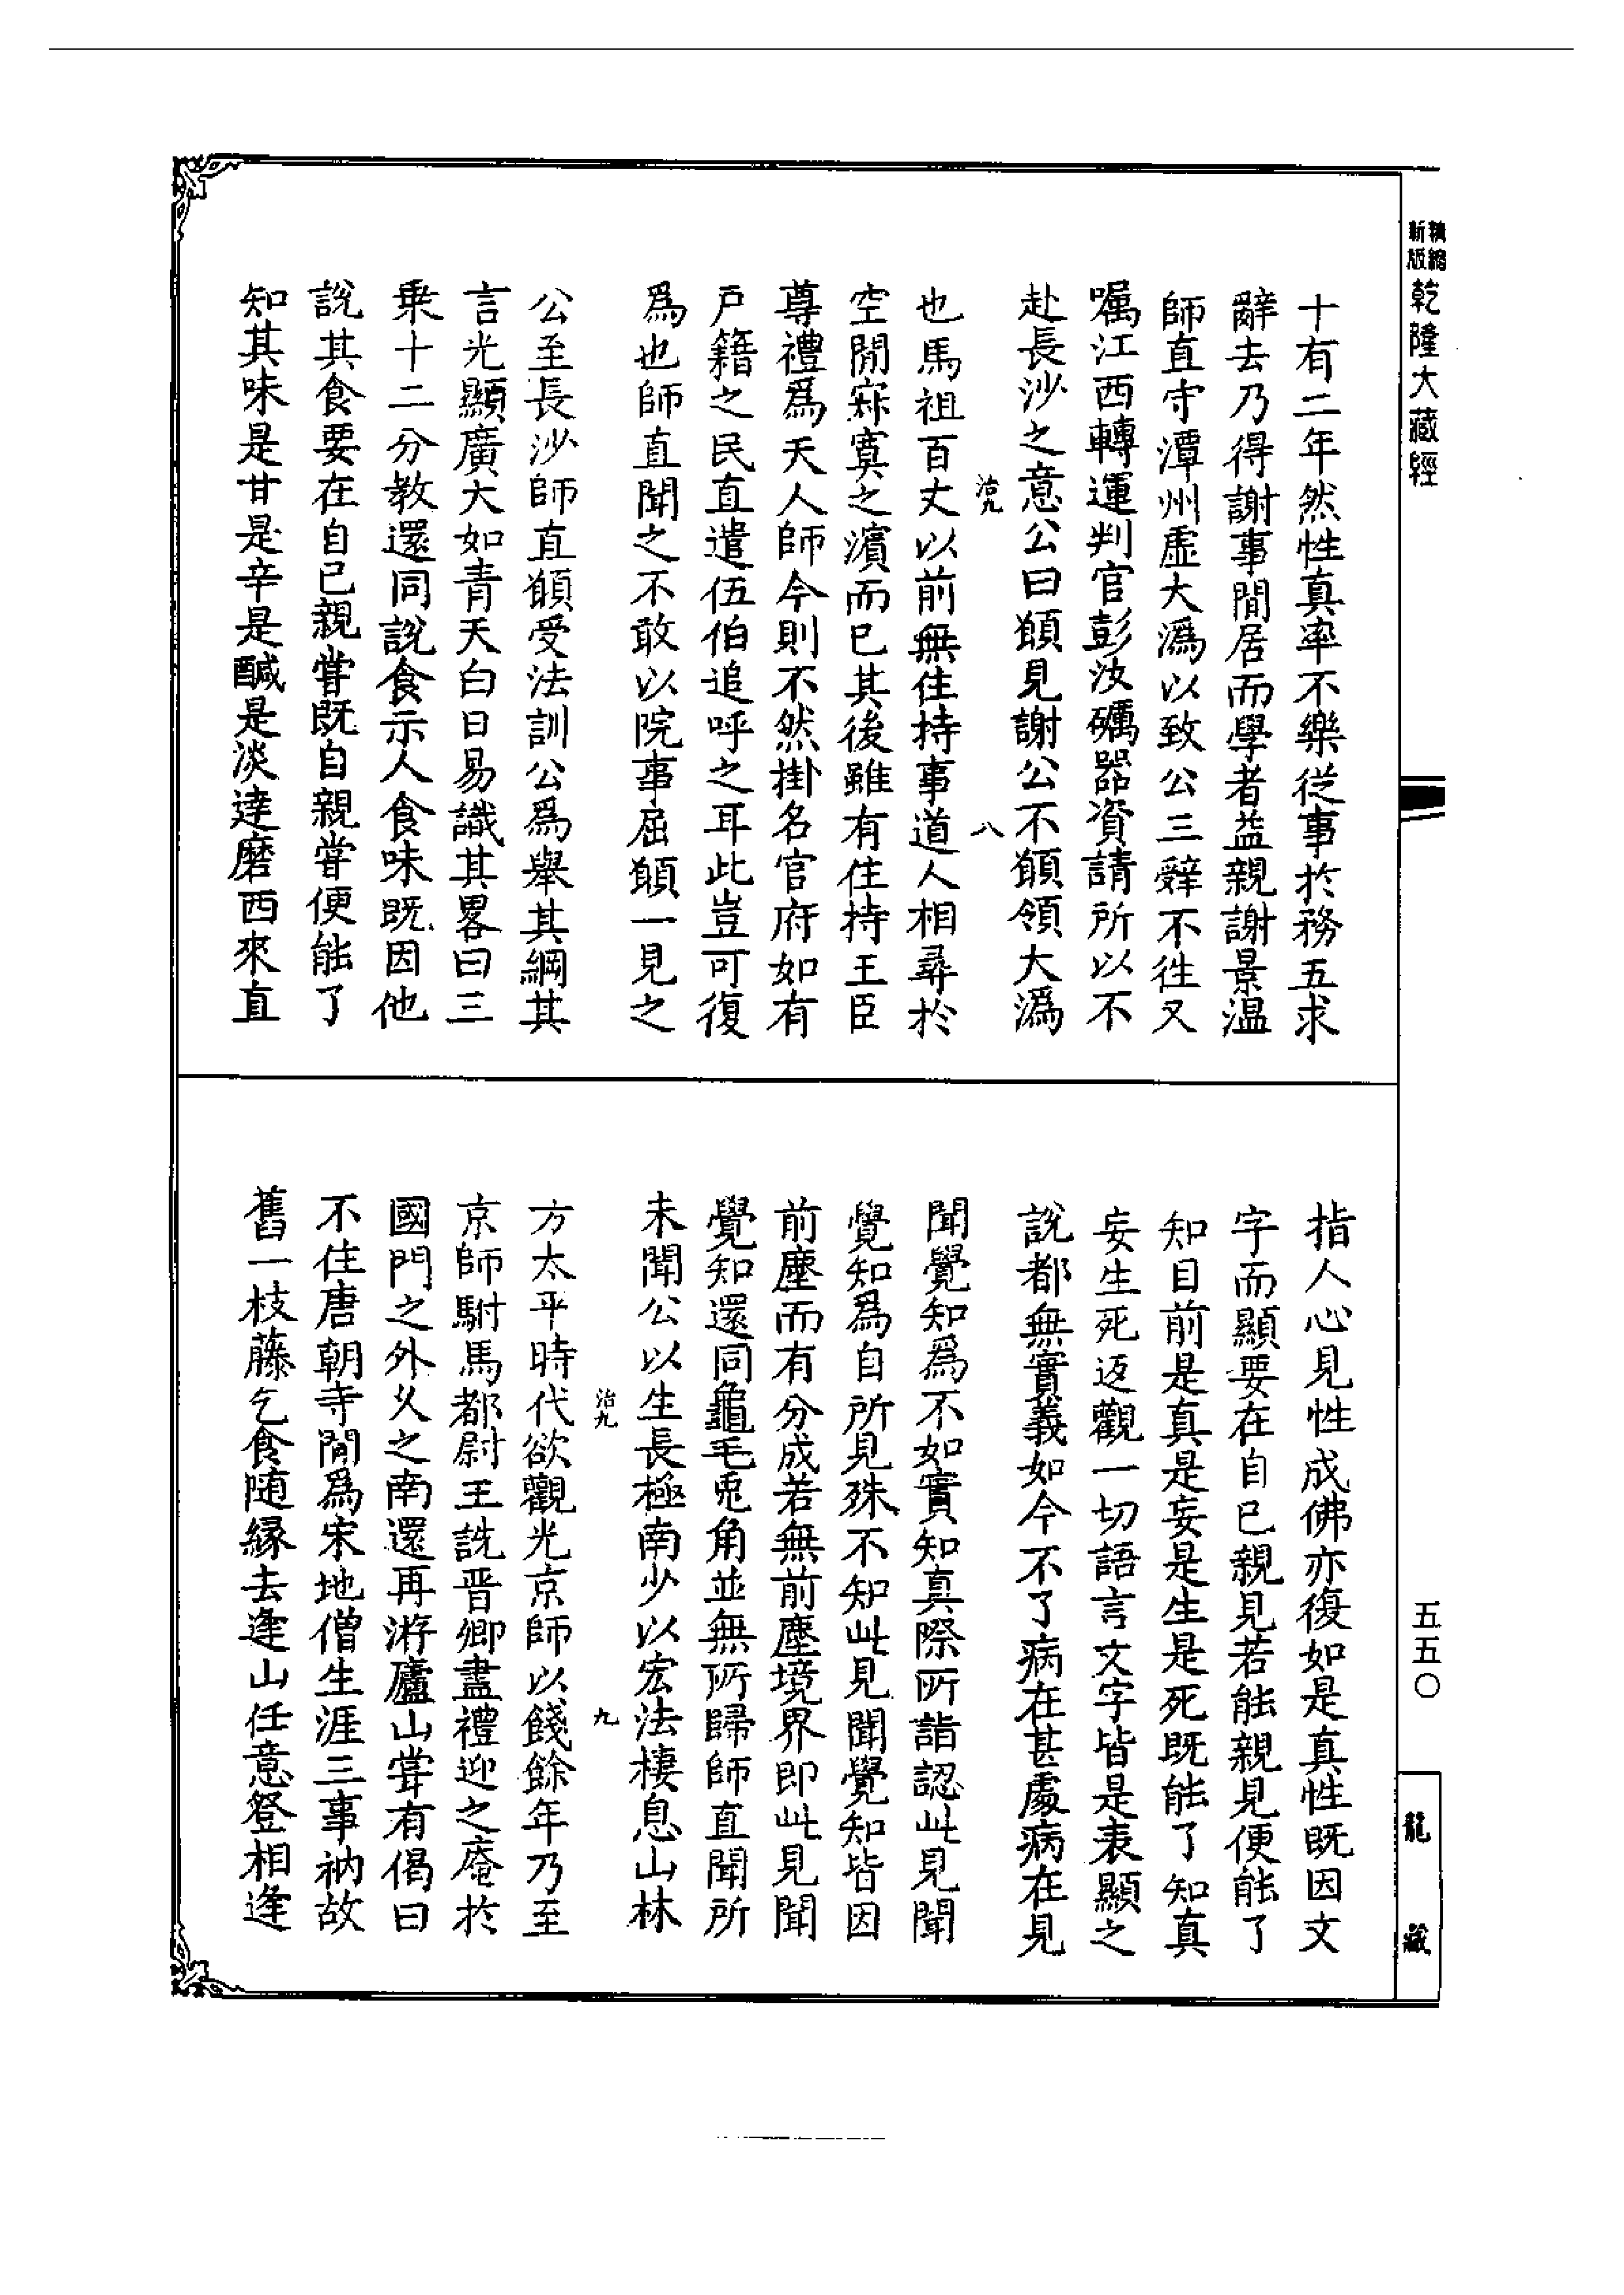 精縮新版乾隆大藏經
十有二年然性真率不樂從事於務五求
辭去乃得謝事閒居而學者益親謝景溫
師直守潭州虛大溈以致公三辭不往又
囑江西轉運判官彭汝礪器資請所以不
赴長沙之意公曰願見謝公不願領大溈
治九
八
也馬祖百丈以前無住持事道人相尋於
空閒寂寞之濱而已其後雖有住持王臣
尊禮爲天人師今則不然掛名官府如有
戶籍之民直遣伍伯追呼之耳此豈可復
爲也師直聞之不敢以院事屈願一見之
公至長沙師直願受法訓公爲舉其綱其
言光顯廣大如青天白日易識其畧曰三
乘十二分教還同說食示人食味既因他
說其食要在自己親嘗既自親嘗便能了
知其味是甘是辛是鹹是淡達磨西來直
指人心見性成佛亦復如是真性既因文
字而顯要在自己親見若能親見便能了
知目前是真是妄是生是死既能了知真
妄生死返觀一切語言文字皆是表顯之
說都無實義如今不了病在甚處病在見
聞覺知爲不如實知真際所詣認此見聞
覺知爲自所見殊不知此見聞覺知皆因
前塵而有分成若無前塵境界即此見聞
覺知還同龜毛兎角並無所歸師直聞所
未聞公以生長極南少以宏法棲息山林
治九
九
方太平時代欲觀光京師以餞餘年乃至
京師駙馬都尉王詵晋卿盡禮迎之庵於
國門之外久之南還再游廬山嘗有偈曰
不住唐朝寺閒爲宋地僧生涯三事衲故
舊一枝藤乞食随緣去逢山任意登相逢
五五〇
龍藏